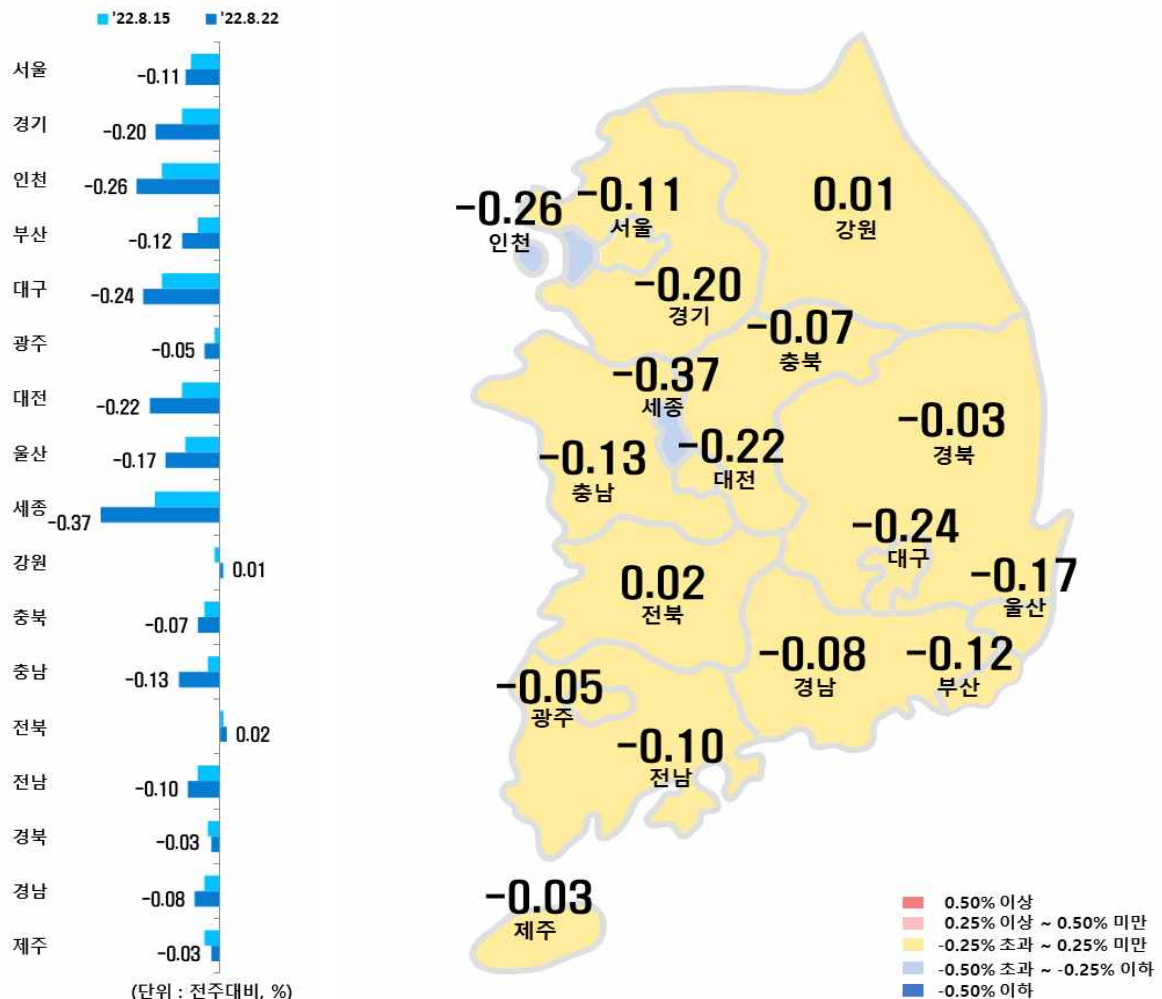 '22.8.15 '22.8.22
서울 -0.11
경기 -0.20
인천 -0.26
부산 -0.12
대구 -0.24
광주 -0.05
대전 -0.22
울산 -0.17
세종 -0.37
강원 0.01
충북 -0.07
충남 -0.13
전북 0.02
전남 -0.10
경북 -0.03
경남 -0.08
제주 -0.03
(단위 : 전주대비, %)
-0.26
인천
-0.11
서울
0.01
강원
-0.20
경기
-0.07
충북
-0.37
세종
-0.03
경북
-0.13
충남
-0.22
대전
-0.24
대구
-0.17
울산
0.02
전북
-0.08
경남
-0.12
부산
-0.05
광주
-0.10
전남
-0.03
제주
0.50% 이상
0.25% 이상 ~ 0.50% 미만
-0.25% 초과 ~ 0.25% 미만
-0.50% 초과 ~ -0.25% 이하
-0.50% 이하